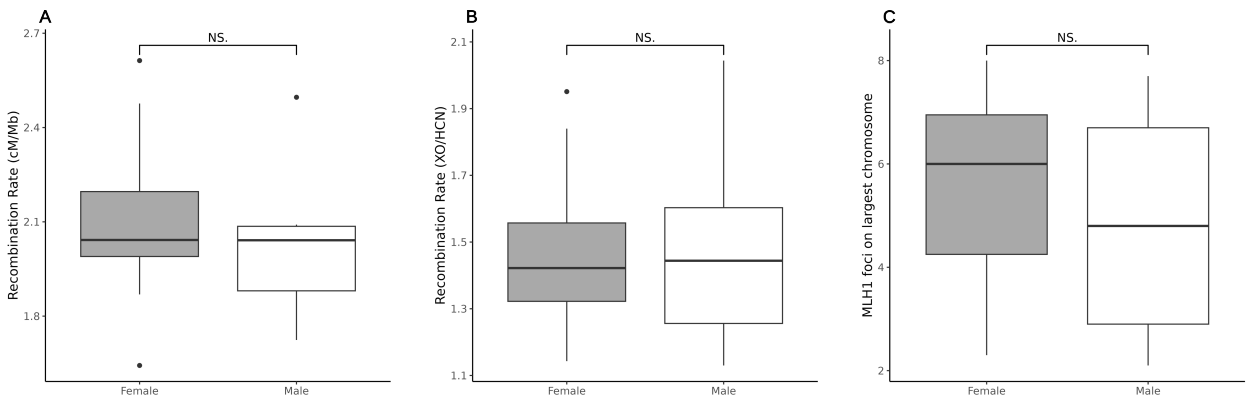 A
Recombination Rate (cM/Mb)
2.7
2.4
2.1
1.8
NS.
Female
Male
B
Recombination Rate (XO/HCN)
2.1
1.9
1.7
1.5
1.3
1.1
NS.
Female
Male
C
MLH1 foci on largest chromosome
8
6
4
2
NS.
Female
Male